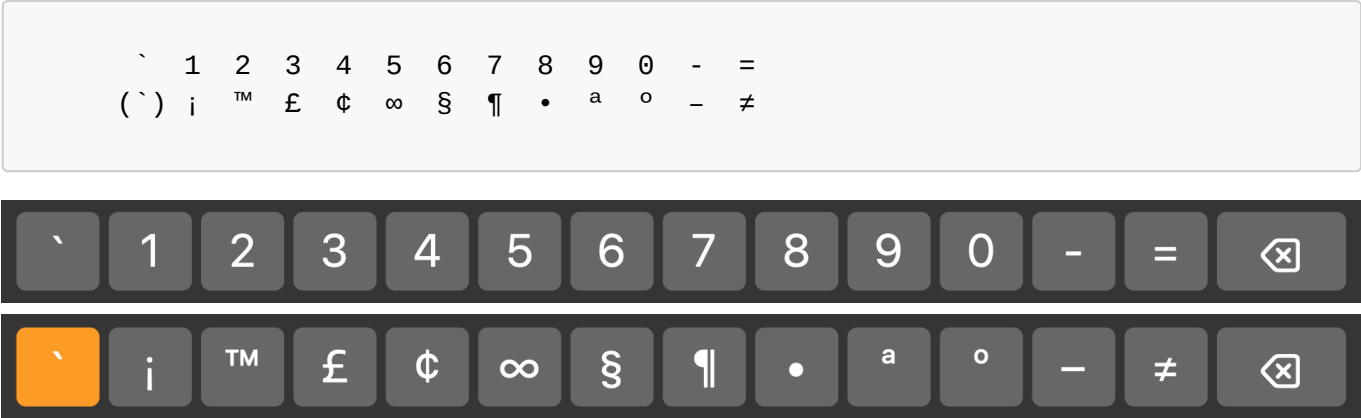 ` 1 2 3 4 5 6 7 8 9 0 - =
(`) ¡ ™ £ ¢ ∞ § ¶ • ª º – ≠
` 1 2 3 4 5 6 7 8 9 0 - =
` ¡ ™ £ ¢ ∞ § ¶ • ª º – ≠